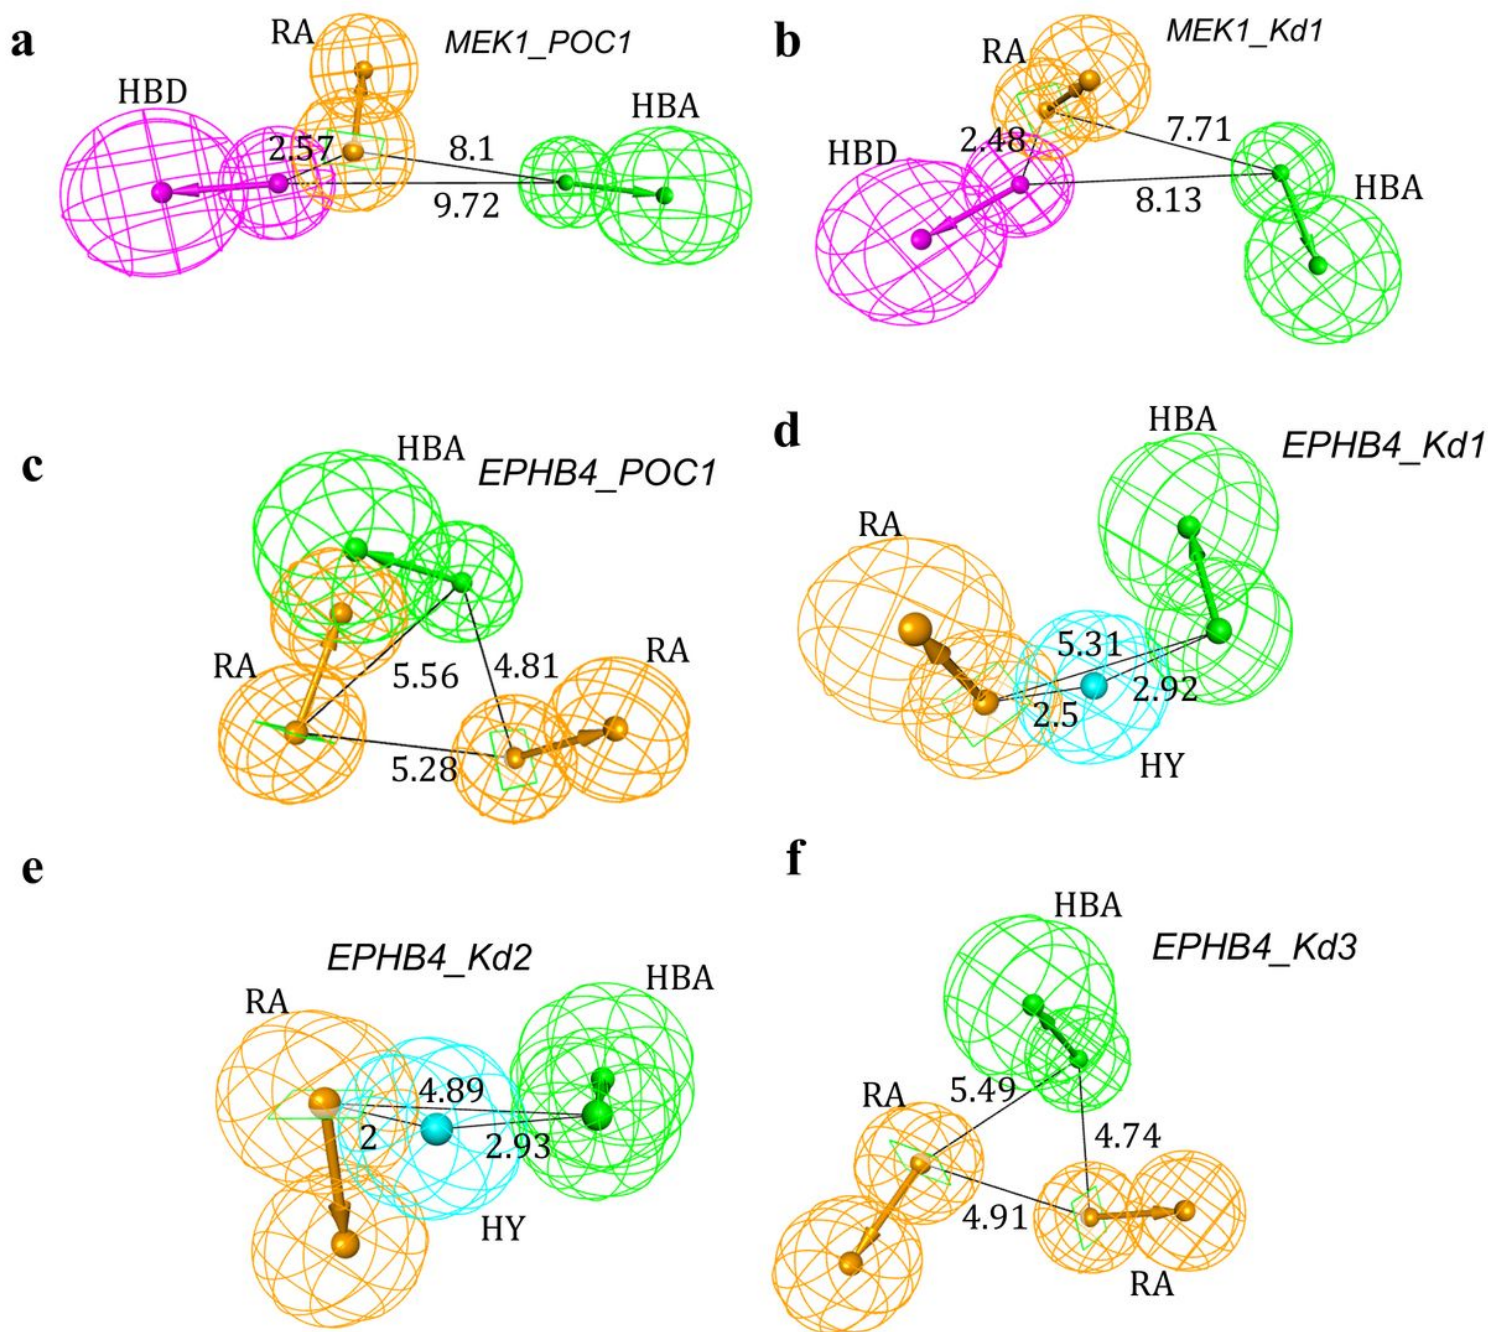 a
RA
MEK1_POC1
HBD
HBA
2.57
8.1
9.72
b
MEK1_Kd1
RA
HBD
2.48
7.71
HBA
8.13
c
HBA
EPHB4_POC1
RA
5.56
4.81
RA
5.28
d
HBA
EPHB4_Kd1
RA
5.31
2.92
2.5
HY
e
EPHB4_Kd2
RA
HBA
4.89
2
2.93
HY
f
HBA
EPHB4_Kd3
RA
5.49
4.74
4.91
RA